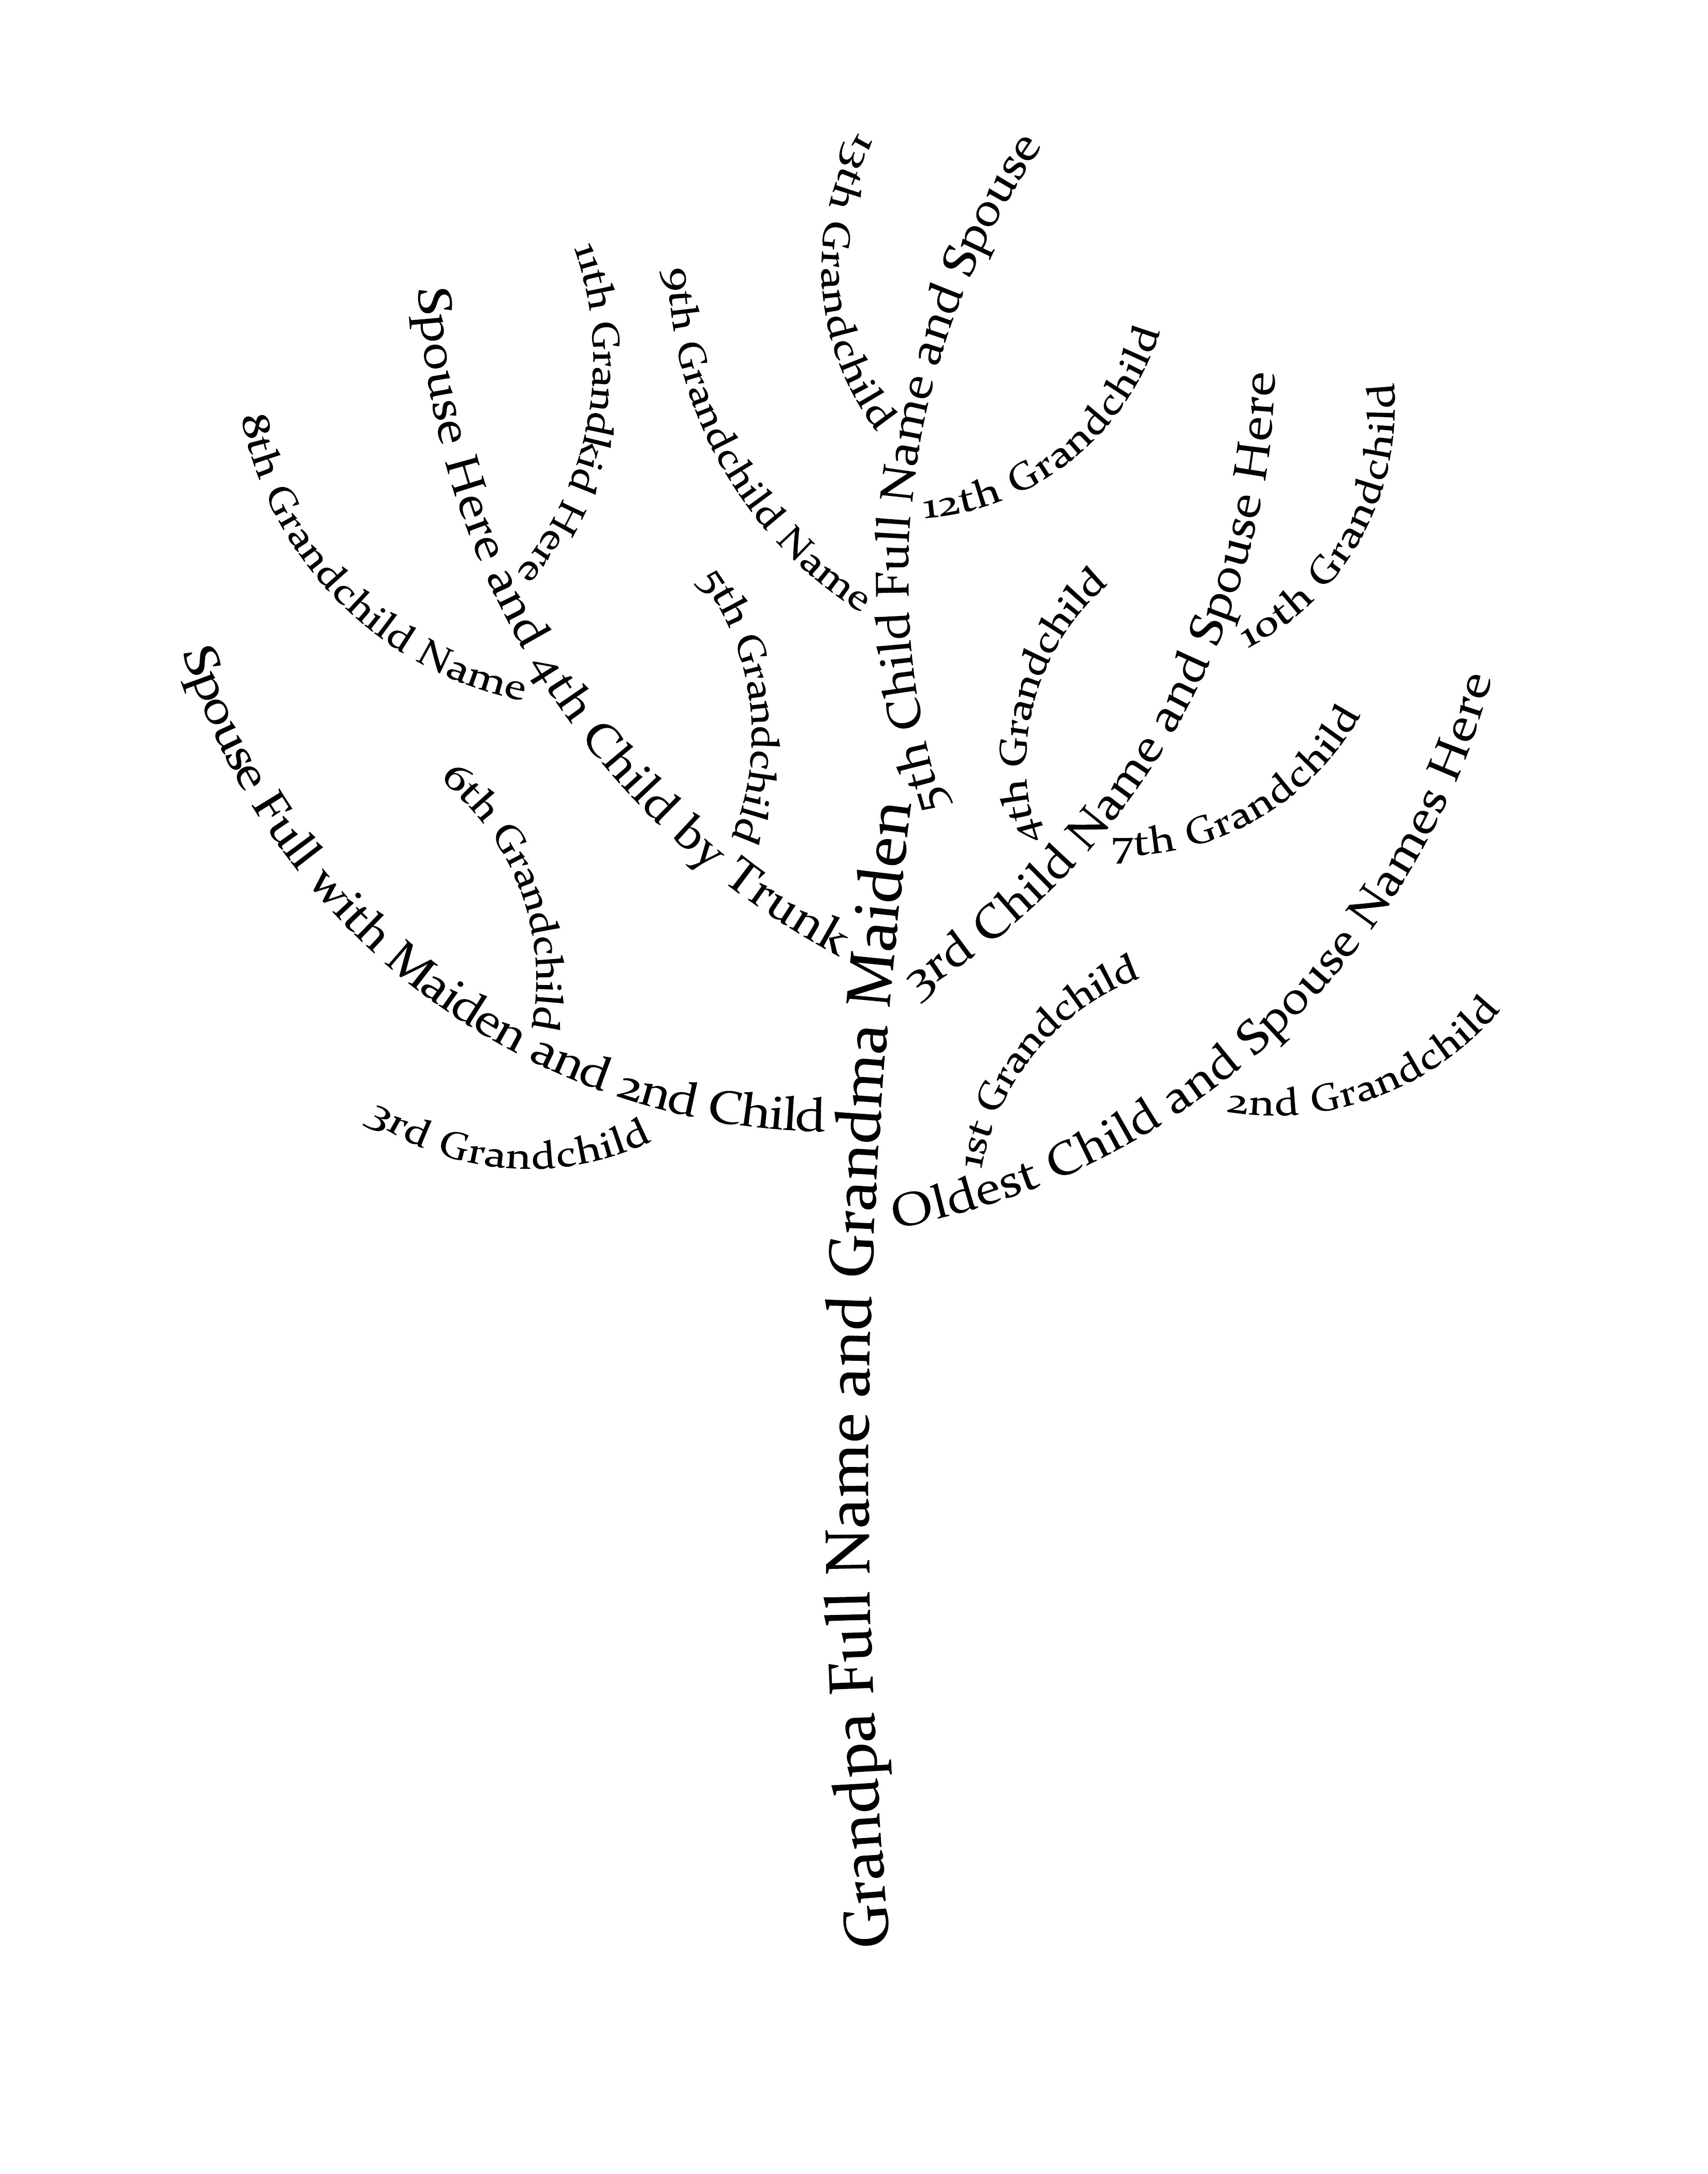 13th Grandchild
5th Child Full Name and Spouse
11th Grandkid Here
9th Grandchild Name
Spouse Here and 4th Child by Trunk
12th Grandchild
3rd Child Name and Spouse Here
10th Grandchild
8th Grandchild Name
5th Grandchild
4th Grandchild
Spouse Full with Maiden and 2nd Child
6th Grandchild
7th Grandchild
Oldest Child and Spouse Names Here
1st Grandchild
2nd Grandchild
3rd Grandchild
Grandpa Full Name and Grandma Maiden